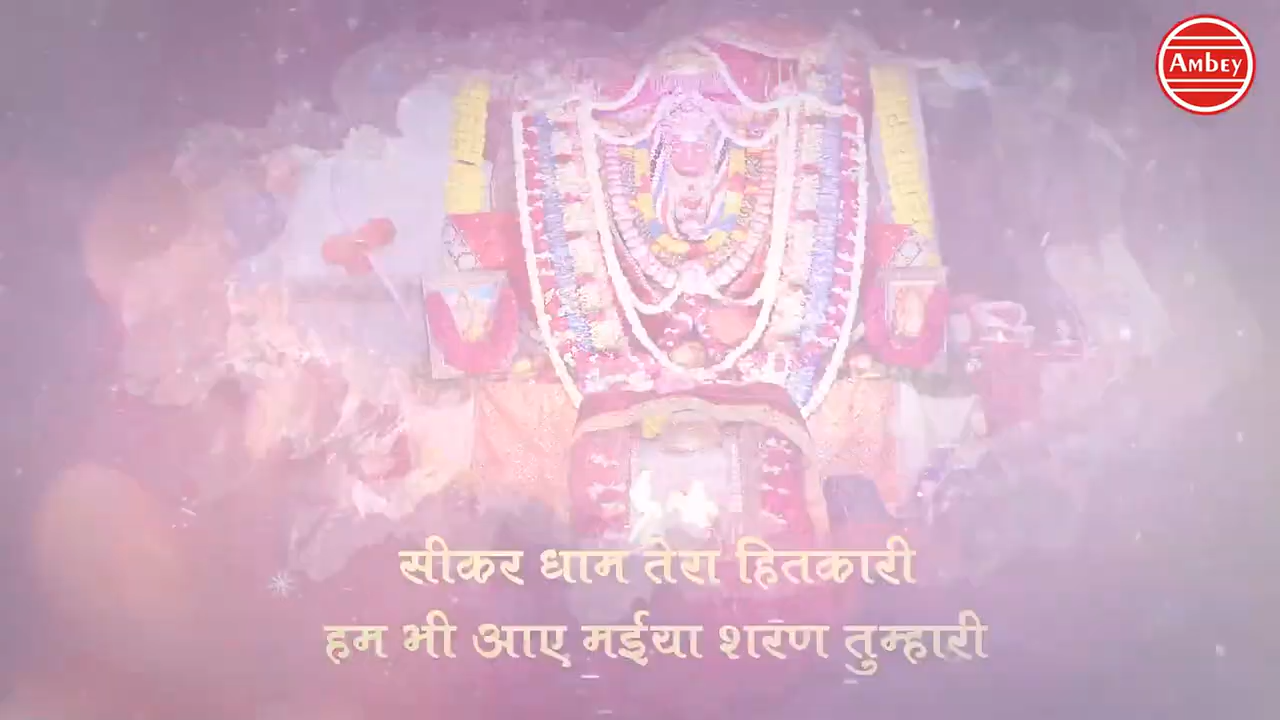 AMBEY
सीकर धाम तेरा हितकारी
हम भी आए मईया शरण तुम्हारी